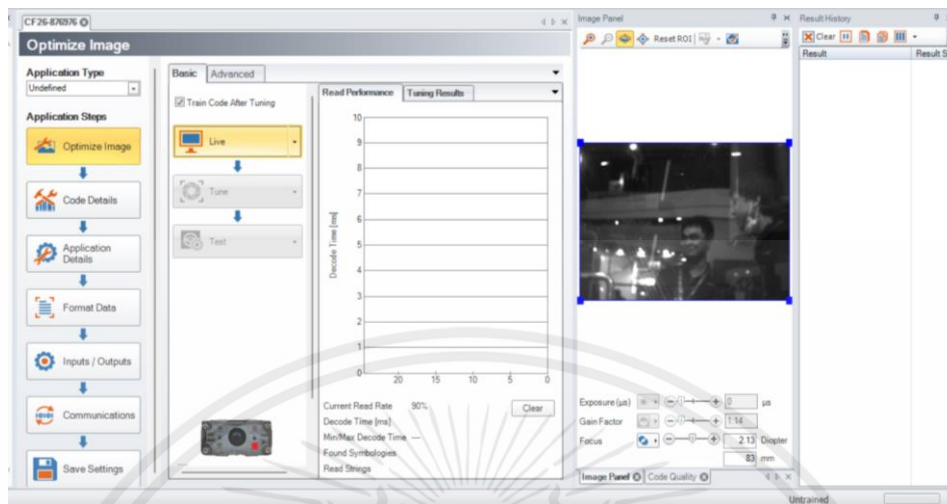 CF26-876976
Optimize Image
Application Type
Undefined
Application Steps
Optimize Image
Code Details
Application
Details
Format Data
Inputs / Outputs
Communications
Save Settings
Basic
Advanced
Train Code After Tuning
Live
Tune
Test
Read Performance
Tuning Results
Decode Time [ms]
10
9
8
7
6
5
4
3
2
1
0
20 15 10 5 0
Current Read Rate 90%
Clear
Decode Time [ms]
Min/Max Decode Time ---
Found Symbologies
Read Strings
Image Panel
Reset ROI
Exposure (µs) 0 µs
Gain Factor 1.14
Focus 2.13 Diopter
83 mm
Image Panel
Code Quality
Result History
Clear
Result
Result S
Untrained